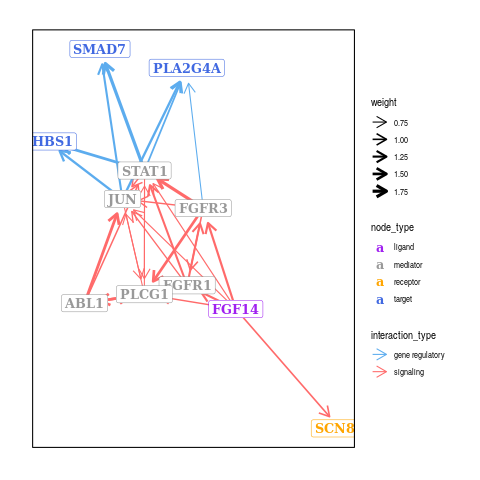 SMAD7
PLA2G4A
HBS1
STAT1
JUN
FGFR3
FGFR1
PLCG1
ABL1
FGF14
SCN8
weight
0.75
1.00
1.25
1.50
1.75
node_type
a ligand
a mediator
a receptor
a target
interaction_type
gene regulatory
signaling